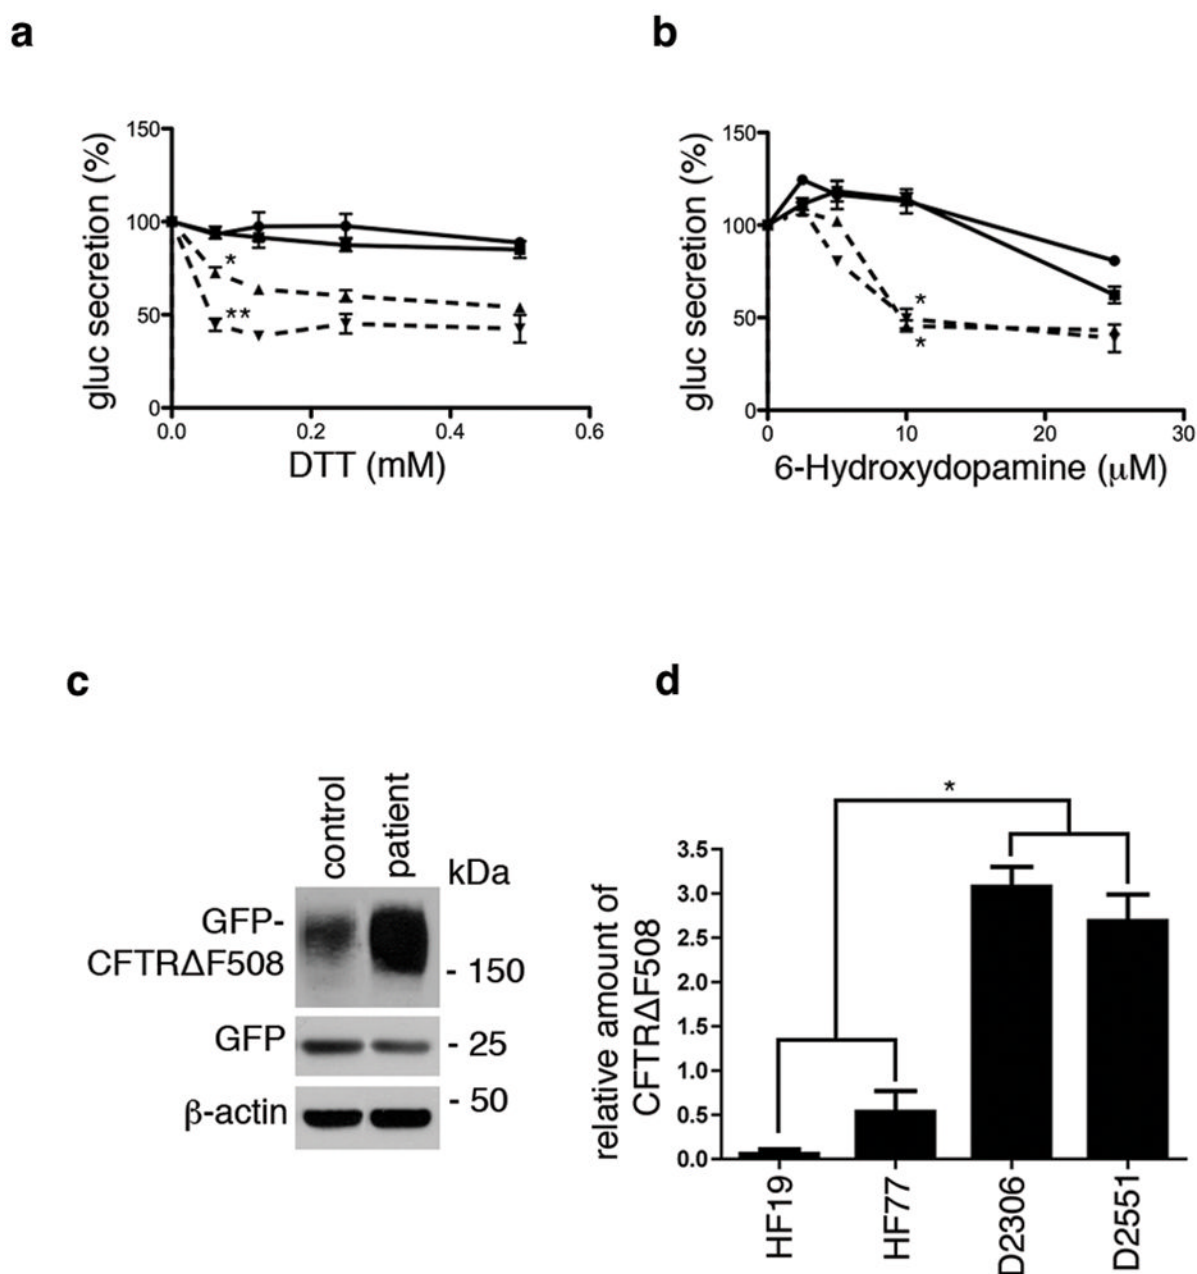 a
150
100
50
0
gluc secretion (%)
*
**
0.0 0.2 0.4 0.6
DTT (mM)
b
150
100
50
0
gluc secretion (%)
*
*
0 10 20 30
6-Hydroxydopamine (μM)
c
control
patient
kDa
GFP-
CFTRΔF508
- 150
GFP
- 25
β-actin
- 50
d
*
3.5
3.0
2.5
2.0
1.5
1.0
0.5
0.0
relative amount of
CFTRΔF508
HF19
HF77
D2306
D2551